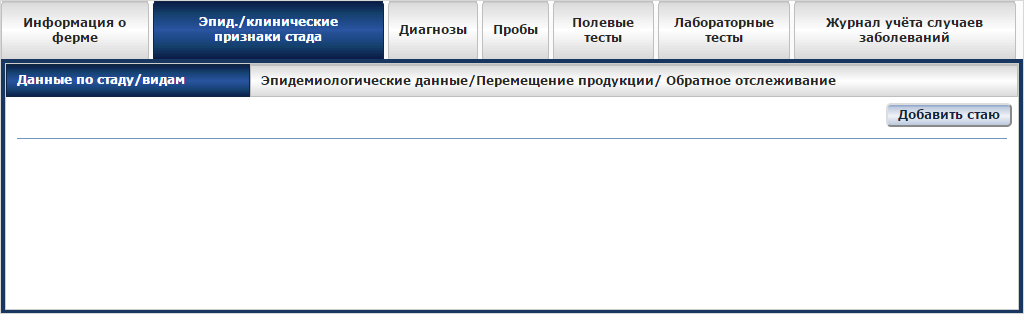 Информация о
ферме
Эпид./клинические
признаки стада
Диагнозы
Пробы
Полевые
тесты
Лабораторные
тесты
Журнал учёта случаев
заболеваний
Данные по стаду/видам
Эпидемиологические данные/Перемещение продукции/ Обратное отслеживание
Добавить стаю